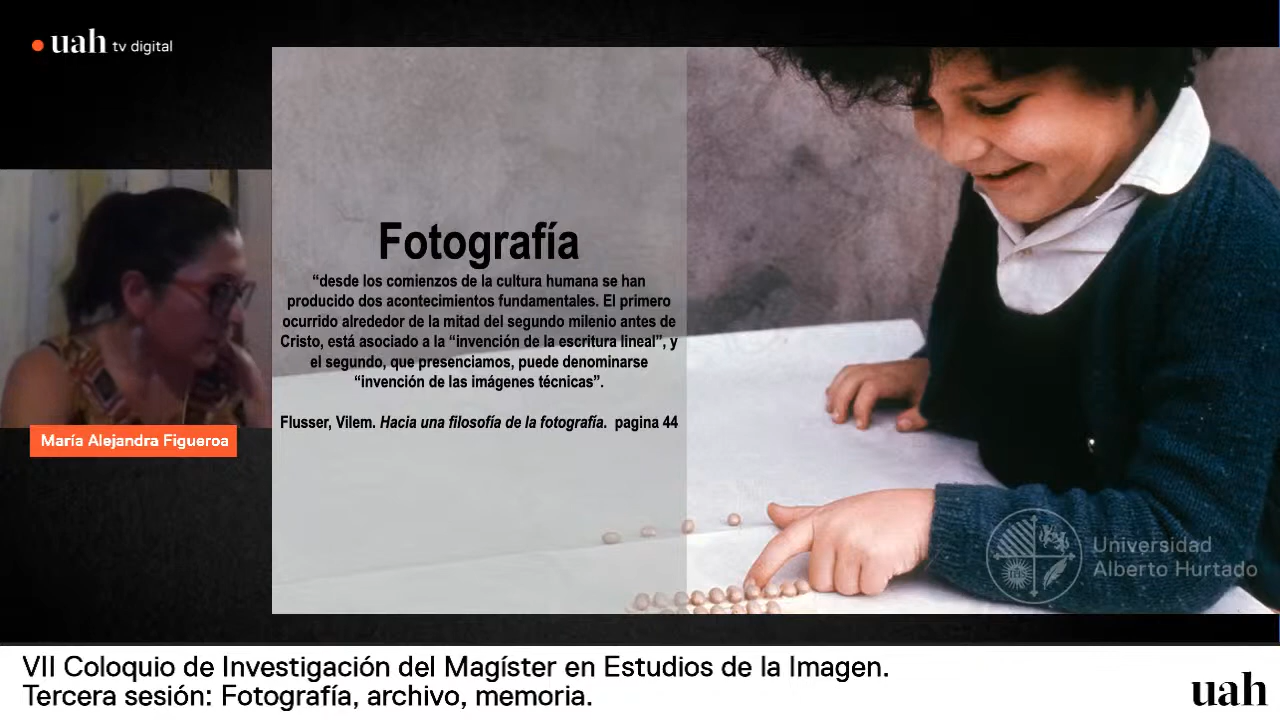 uah tv digital
Fotografía
“desde los comienzos de la cultura humana se han
producido dos acontecimientos fundamentales. El primero
ocurrido alrededor de la mitad del segundo milenio antes de
Cristo, está asociado a la “invención de la escritura lineal”, y
el segundo, que presenciamos, puede denominarse
“invención de las imágenes técnicas”.
Flusser, Vilem. Hacia una filosofía de la fotografía. pagina 44
María Alejandra Figueroa
Universidad
Alberto Hurtado
VII Coloquio de Investigación del Magíster en Estudios de la Imagen.
Tercera sesión: Fotografía, archivo, memoria.
uah